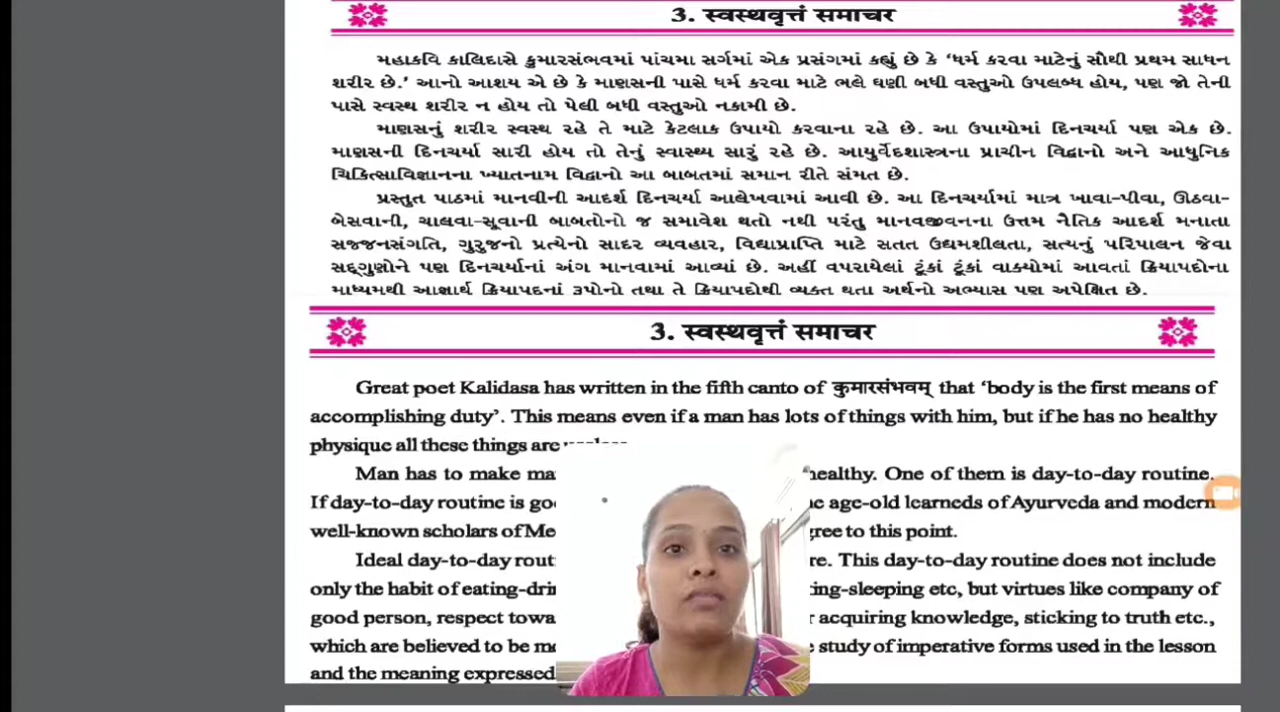 3. स्वस्थवृत्तं समाचर
મહાકવિ કાલિદાસે કુમારસંભવમાં પાંચમા સર્ગમાં એક પ્રસંગમાં કહ્યું છે કે ‘ધર્મ કરવા માટેનું સૌથી પ્રથમ સાધન
શરીર છે.’ આનો આશય એ છે કે માણસની પાસે ધર્મ કરવા માટે ભલે ઘણી બધી વસ્તુઓ ઉપલબ્ધ હોય, પણ જો તેની
પાસે સ્વસ્થ શરીર ન હોય તો પેલી બધી વસ્તુઓ નકામી છે.
માણસનું શરીર સ્વસ્થ રહે તે માટે કેટલાક ઉપાયો કરવાના રહે છે. આ ઉપાયોમાં દિનચર્યા પણ એક છે.
માણસની દિનચર્યા સારી હોય તો તેનું સ્વાસ્થ્ય સારું રહે છે. આયુર્વેદશાસ્ત્રના પ્રાચીન વિદ્વાનો અને આધુનિક
ચિકિત્સાવિજ્ઞાનના ખ્યાતનામ વિદ્વાનો આ બાબતમાં સમાન રીતે સંમત છે.
પ્રસ્તુત પાઠમાં માનવીની આદર્શ દિનચર્યા આલેખવામાં આવી છે. આ દિનચર્યામાં માત્ર ખાવા-પીવા, ઊઠવા-
બેસવાની, ચાલવા-સૂવાની બાબતોનો જ સમાવેશ થતો નથી પરંતુ માનવજીવનના ઉત્તમ નૈતિક આદર્શ મનાતા
સજ્જનસંગતિ, ગુરુજનો પ્રત્યેનો સાદર વ્યવહાર, વિદ્યાપ્રાપ્તિ માટે સતત ઉદ્યમશીલતા, સત્યનું પરિપાલન જેવા
સદ્ગુણોને પણ દિનચર્યાનાં અંગ માનવામાં આવ્યાં છે. અહીં વપરાયેલાં ટૂંકાં ટૂંકાં વાક્યોમાં આવતાં ક્રિયાપદોના
માધ્યમથી આજ્ઞાર્થ ક્રિયાપદનાં રૂપોનો તથા તે ક્રિયાપદોથી વ્યક્ત થતા અર્થનો અભ્યાસ પણ અપેક્ષિત છે.
3. स्वस्थवृत्तं समाचर
Great poet Kalidasa has written in the fifth canto of कुमारसंभवम् that ‘body is the first means of
accomplishing duty’. This means even if a man has lots of things with him, but if he has no healthy
physique all these things are
Man has to make healthy. One of them is day-to-day routine.
If day-to-day routine is age-old learneds of Ayurveda and modern
well-known scholars of to this point.
Ideal day-to-day This day-to-day routine does not include
only the habit of etc, but virtues like company of
good person, respect acquiring knowledge, sticking to truth etc.,
which are believed to be study of imperative forms used in the lesson
and the meaning expressed